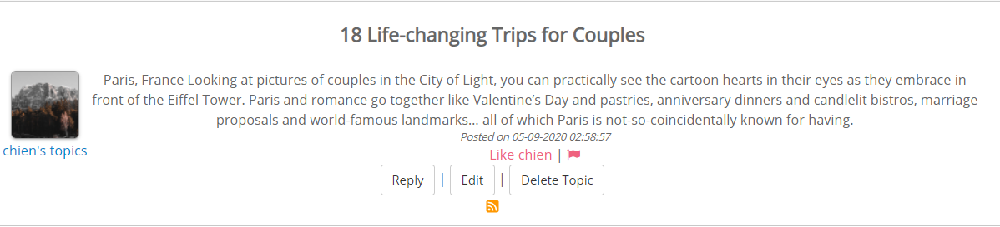 18 Life-changing Trips for Couples
Paris, France Looking at pictures of couples in the City of Light, you can practically see the cartoon hearts in their eyes as they embrace in
front of the Eiffel Tower. Paris and romance go together like Valentine’s Day and pastries, anniversary dinners and candlelit bistros, marriage
proposals and world-famous landmarks... all of which Paris is not-so-coincidentally known for having.
Posted on 05-09-2020 02:58:57
chien's topics
Like chien |
Reply | Edit | Delete Topic